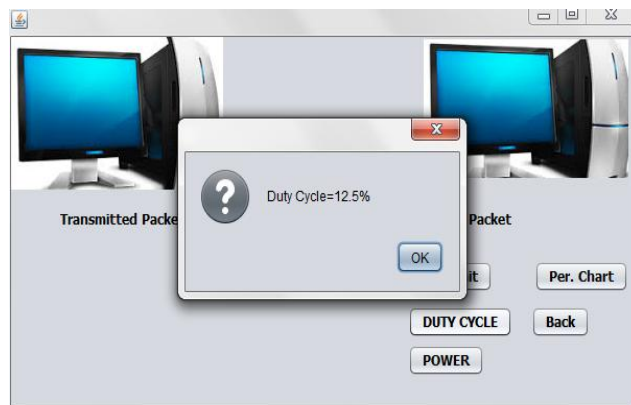 Duty Cycle=12.5%
OK
Transmitted Packe
Packet
it
Per. Chart
DUTY CYCLE
Back
POWER